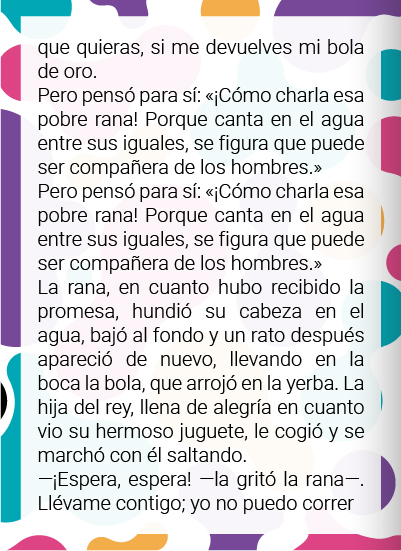 que quieras, si me devuelves mi bola
de oro.
Pero pensó para sí: «¡Cómo charla esa
pobre rana! Porque canta en el agua
entre sus iguales, se figura que puede
ser compañera de los hombres.»
Pero pensó para sí: «¡Cómo charla esa
pobre rana! Porque canta en el agua
entre sus iguales, se figura que puede
ser compañera de los hombres.»
La rana, en cuanto hubo recibido la
promesa, hundió su cabeza en el
agua, bajó al fondo y un rato después
apareció de nuevo, llevando en la
boca la bola, que arrojó en la yerba. La
hija del rey, llena de alegría en cuanto
vio su hermoso juguete, le cogió y se
marchó con él saltando.
—¡Espera, espera! —la gritó la rana—.
Llévame contigo; yo no puedo correr